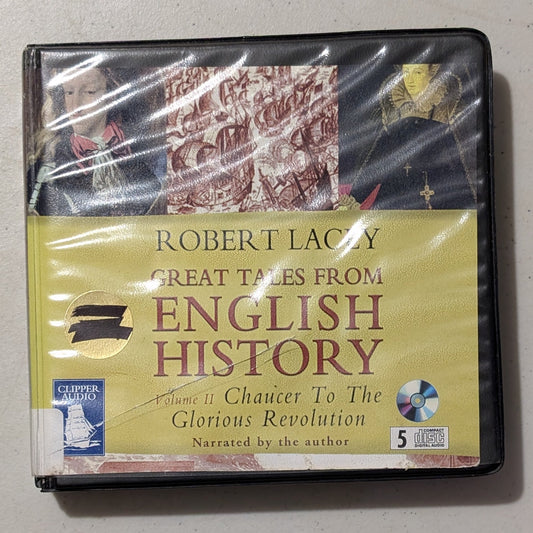 ROBERT LACEY
GREAT TALES FROM
ENGLISH
HISTORY
Volume II Chaucer To The
Glorious Revolution
Narrated by the author
CLIPPER
AUDIO
5
COMPACT
disc
DIGITAL AUDIO